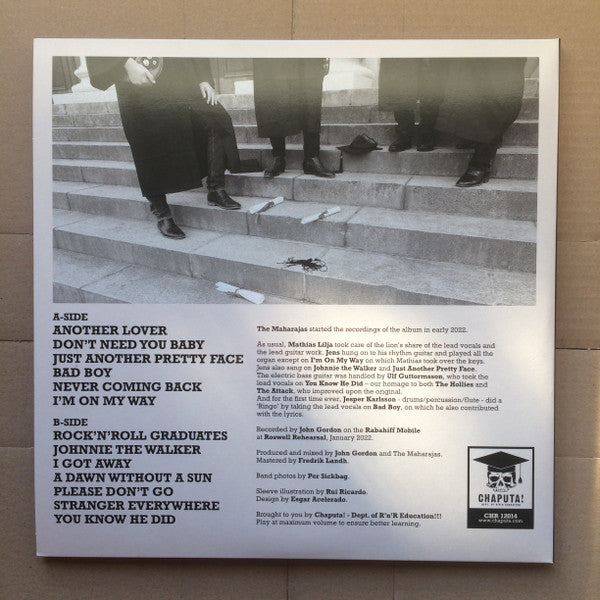 A-SIDE
ANOTHER LOVER
DON'T NEED YOU BABY
JUST ANOTHER PRETTY FACE
BAD BOY
NEVER COMING BACK
I'M ON MY WAY
B-SIDE
ROCK'N'ROLL GRADUATES
JOHNNIE THE WALKER
I GOT AWAY
A DAWN WITHOUT A SUN
PLEASE DON'T GO
STRANGER EVERYWHERE
YOU KNOW HE DID
The Maharajas started the recordings of the album in early 2022.
As usual, Mathias Lilja took care of the lion's share of the lead vocals and
the lead guitar work. Jens hung on to his rhythm guitar and played all the
organ except on I'm On My Way on which Mathias took over the keys.
Jens also sang on Johnnie the Walker and Just Another Pretty Face.
The electric bass guitar was handled by Ulf Guttormsson, who took the
lead vocals on You Know He Did – our homage to both The Hollies and
The Attack, who improved upon the original.
And for the first time ever, Jesper Karlsson - drums/percussion/flute - did a
'Ringo' by taking the lead vocals on Bad Boy, on which he also contributed
with the lyrics.
Recorded by John Gordon on the Rabahiff Mobile
at Roswell Rehearsal, January 2022.
Produced and mixed by John Gordon and The Maharajas.
Mastered by Fredrik Landh.
Band photos by Per Sickbag.
Sleeve illustration by Rui Ricardo.
Design by Esgar Acelerado.
Brought to you by Chaputa! - Dept. of R'n'R Education!!!
Play at maximum volume to ensure better learning.
CHAPUTA!
DEPT. OF R'N'R EDUCATION
CHR 12014
www.chaputa.com